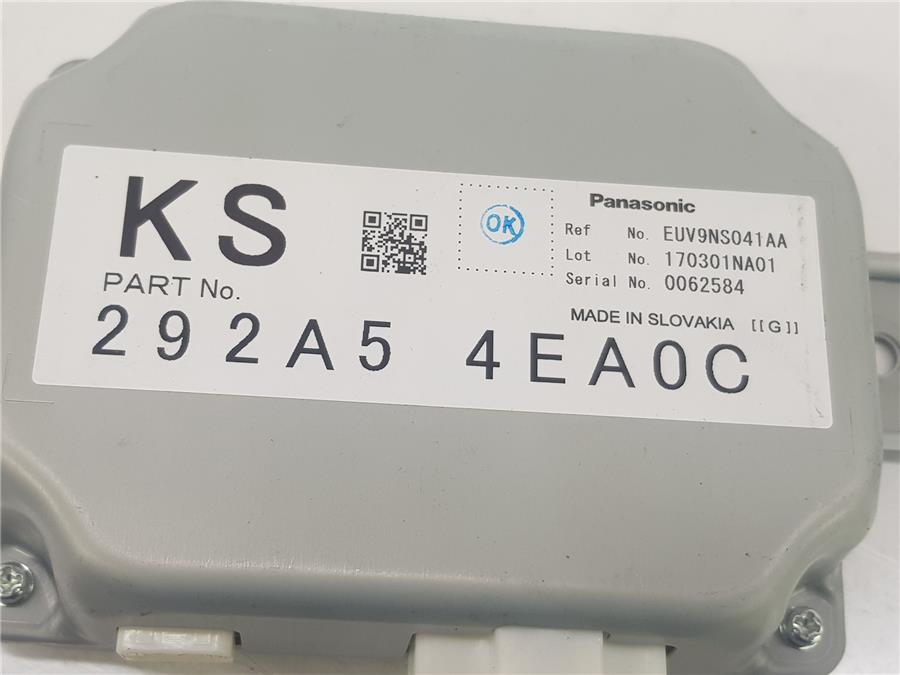 KS
PART No.
292A5 4EA0C
OK
Panasonic
Ref No. EUV9NS041AA
Lot No. 170301NA01
Serial No. 0062584
MADE IN SLOVAKIA [[G]]